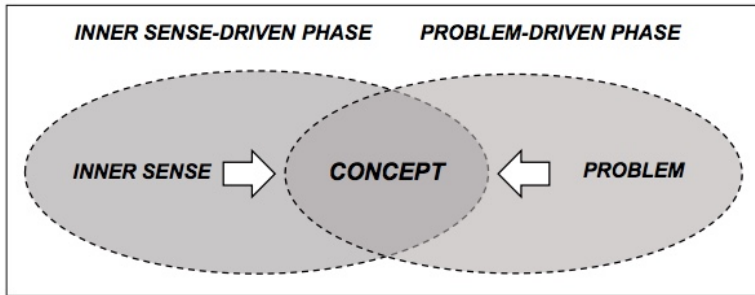 INNER SENSE-DRIVEN PHASE PROBLEM-DRIVEN PHASE
INNER SENSE CONCEPT PROBLEM